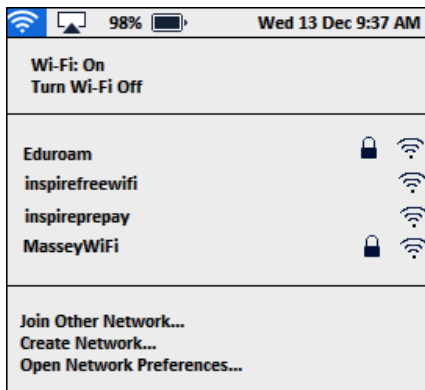 98% Wed 13 Dec 9:37 AM
Wi-Fi: On
Turn Wi-Fi Off
Eduroam
inspirefreewifi
inspireprepay
MasseyWiFi
Join Other Network...
Create Network...
Open Network Preferences...